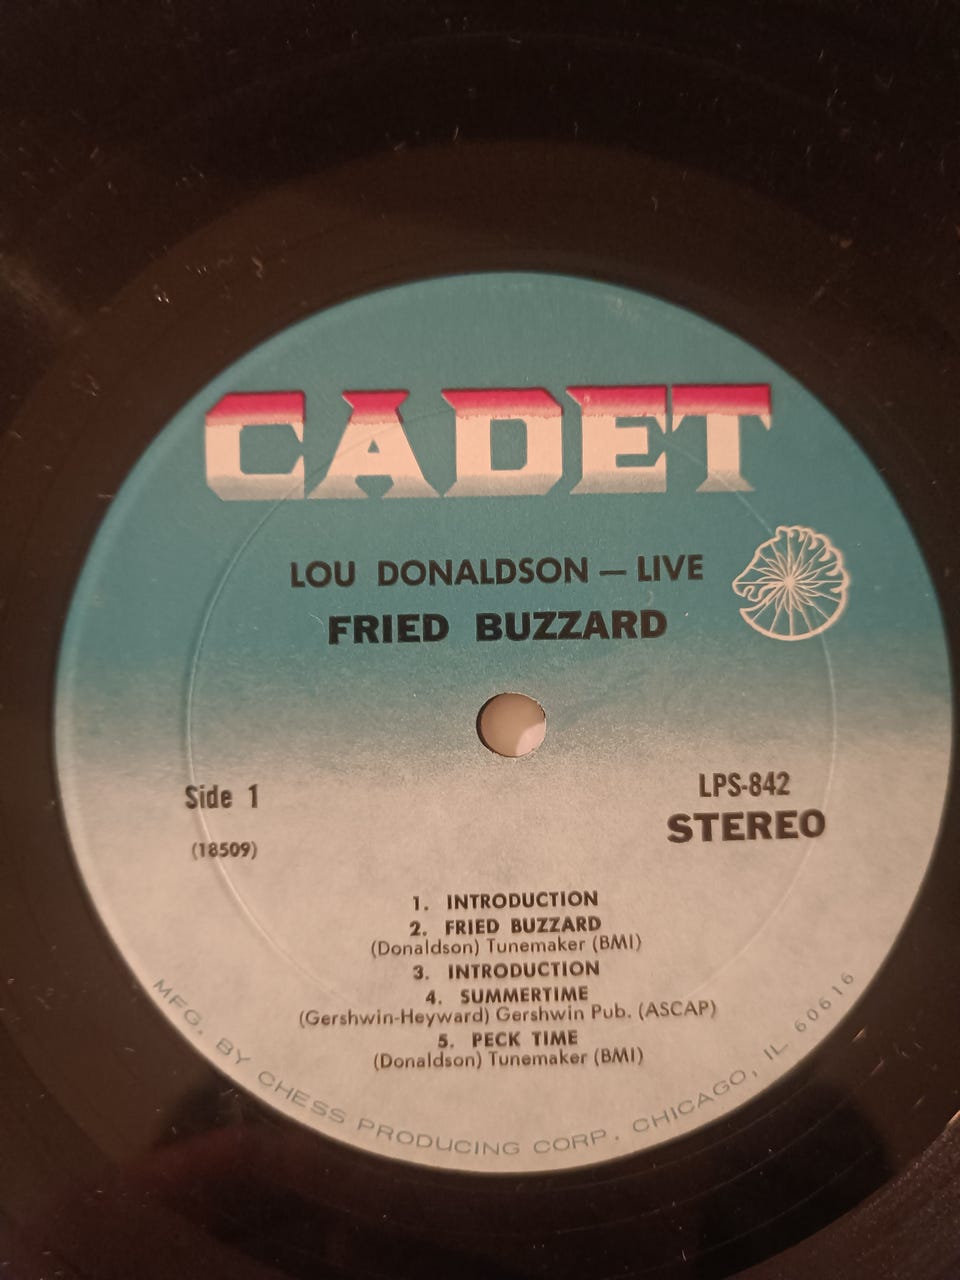 CADET
LOU DONALDSON — LIVE
FRIED BUZZARD
Side 1
(18509)
LPS-842
STEREO
1. INTRODUCTION
2. FRIED BUZZARD
(Donaldson) Tunemaker (BMI)
3. INTRODUCTION
4. SUMMERTIME
(Gershwin-Heyward) Gershwin Pub. (ASCAP)
5. PECK TIME
(Donaldson) Tunemaker (BMI)
MFG. BY CHESS PRODUCING CORP. CHICAGO, IL 60616